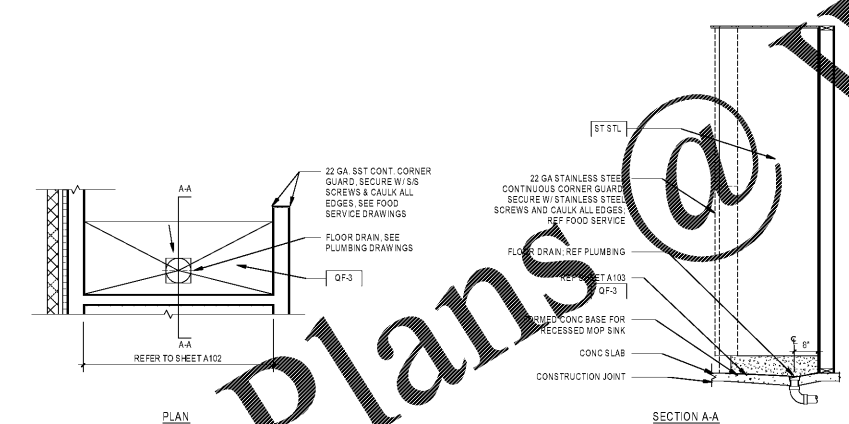 A-A
22 GA. SST CONT. CORNER
GUARD, SECURE W/ S/S
SCREWS & CAULK ALL
EDGES, SEE FOOD
SERVICE DRAWINGS
FLOOR DRAIN, SEE
PLUMBING DRAWINGS
QF-3
A-A
REFER TO SHEET A102
PLAN
ST STL
22 GA STAINLESS STEEL
CONTINUOUS CORNER GUARD,
SECURE W/ STAINLESS STEEL
SCREWS AND CAULK ALL EDGES,
REF FOOD SERVICE
FLOOR DRAIN; REF PLUMBING
REF SHEET A103
QF-3
FORMED CONC BASE FOR
RECESSED MOP SINK
CONC SLAB
CONSTRUCTION JOINT
8"
SECTION A-A
Plans @